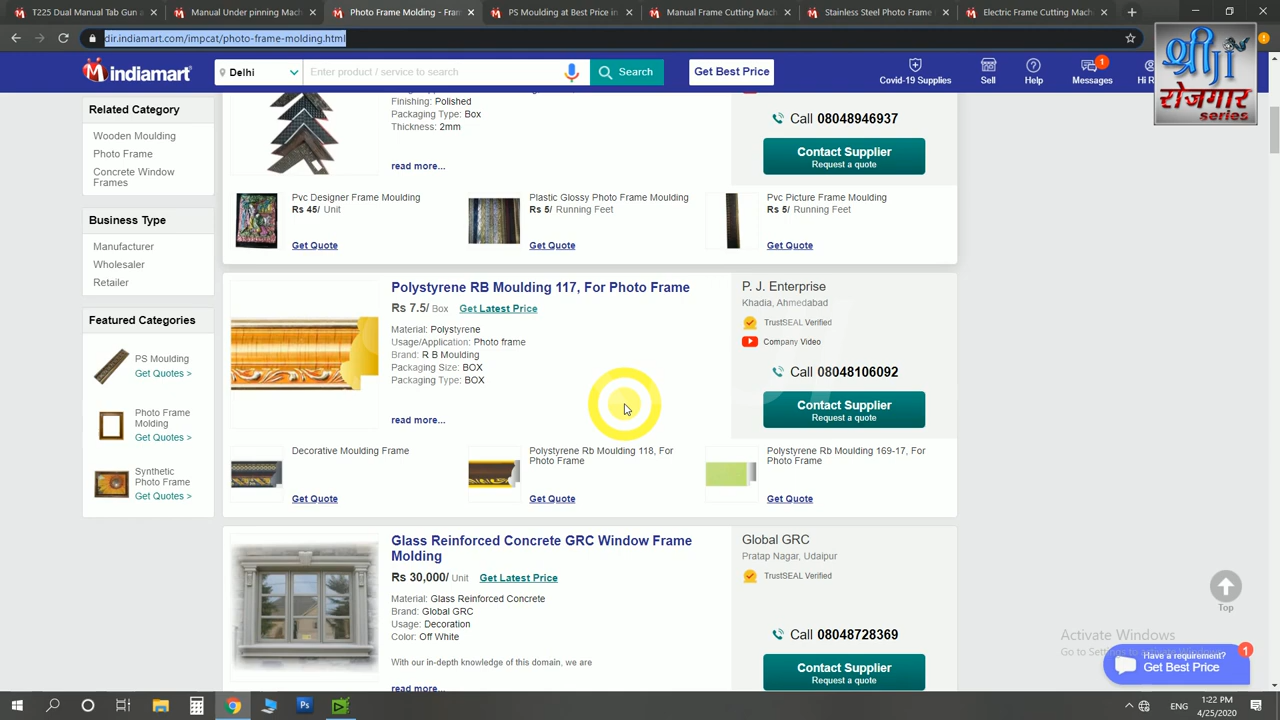 T225 Dual Manual Tab Gun a
Underpinning Machines - Man
Photo Frame Molding - Fram
PS Moulding at Best Price in
Manual Frame Cutting Machi
Stainless Steel Photo Frame
Electric Frame Cutting Mach
dir.indiamart.com/impcat/photo-frame-molding.html
indiamart
Delhi
Enter product / service to search
Search
Get Best Price
Covid-19 Supplies
Sell
Help
Messages
1
Hi R
श्रीजी
रोजगार
series
Related Category
Wooden Moulding
Photo Frame
Concrete Window
Frames
Business Type
Manufacturer
Wholesaler
Retailer
Featured Categories
PS Moulding
Get Quotes >
Photo Frame
Molding
Get Quotes >
Synthetic
Photo Frame
Get Quotes >
Finishing: Polished
Packaging Type: Box
Thickness: 2mm
read more...
Call 08048946937
Contact Supplier
Request a quote
Pvc Designer Frame Moulding
Rs 45/ Unit
Get Quote
Plastic Glossy Photo Frame Moulding
Rs 5/ Running Feet
Get Quote
Pvc Picture Frame Moulding
Rs 5/ Running Feet
Get Quote
Polystyrene RB Moulding 117, For Photo Frame
Rs 7.5/ Box Get Latest Price
Material: Polystyrene
Usage/Application: Photo frame
Brand: R B Moulding
Packaging Size: BOX
Packaging Type: BOX
read more...
P. J. Enterprise
Khadia, Ahmedabad
TrustSEAL Verified
Company Video
Call 08048106092
Contact Supplier
Request a quote
Decorative Moulding Frame
Get Quote
Polystyrene Rb Moulding 118, For
Photo Frame
Get Quote
Polystyrene Rb Moulding 169-17, For
Photo Frame
Get Quote
Glass Reinforced Concrete GRC Window Frame
Molding
Rs 30,000/ Unit Get Latest Price
Material: Glass Reinforced Concrete
Brand: Global GRC
Usage: Decoration
Color: Off White
With our in-depth knowledge of this domain, we are
read more...
Global GRC
Pratap Nagar, Udaipur
TrustSEAL Verified
Call 08048728369
Contact Supplier
Request a quote
Top
Activate Windows
Go to Settings to
Have a requirement?
Get Best Price
1
Ps
ENG
1:22 PM
4/25/2020